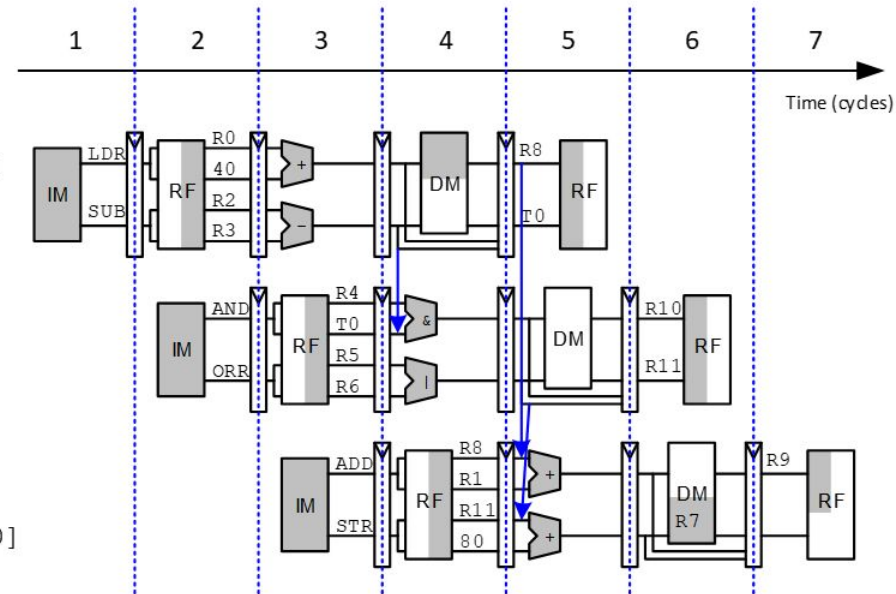 1 2 3 4 5 6 7
Time (cycles)
IM
LDR
SUB
RF
R0
40
R2
R3
+
-
DM
R8
T0
RF
IM
AND
ORR
RF
R4
T0
R5
R6
&
|
DM
R10
R11
RF
IM
ADD
STR
RF
R8
R1
R11
80
+
+
DM
R7
R9
RF
]